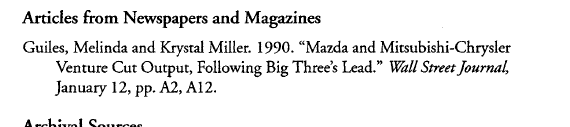 Articles from Newspapers and Magazines
Guiles, Melinda and Krystal Miller. 1990. “Mazda and Mitsubishi-Chrysler
Venture Cut Output, Following Big Three’s Lead.” Wall Street Journal,
January 12, pp. A2, A12.
Archival Sources